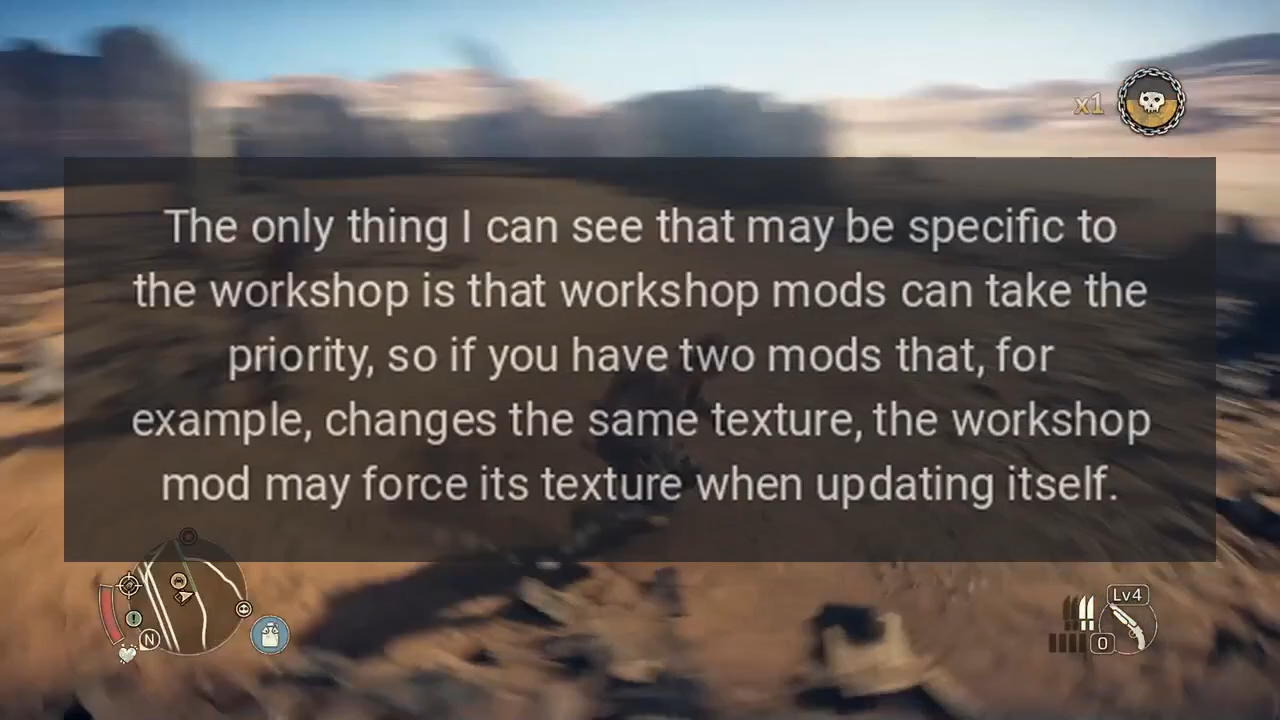 x1
The only thing I can see that may be specific to
the workshop is that workshop mods can take the
priority, so if you have two mods that, for
example, changes the same texture, the workshop
mod may force its texture when updating itself.
N
Lv4
0